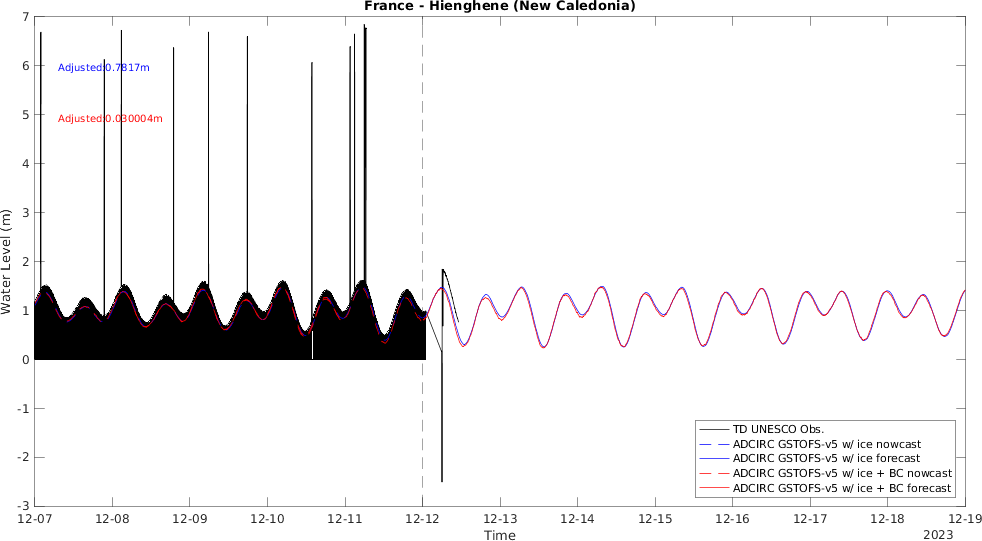 France - Hienghene (New Caledonia)
7
6
5
4
3
2
1
0
-1
-2
-3
Water Level (m)
Adjusted:0.7817m
Adjusted:0.030004m
TD UNESCO Obs.
ADCIRC GSTOFS-v5 w/ ice nowcast
ADCIRC GSTOFS-v5 w/ ice forecast
ADCIRC GSTOFS-v5 w/ ice + BC nowcast
ADCIRC GSTOFS-v5 w/ ice + BC forecast
12-07 12-08 12-09 12-10 12-11 12-12 12-13 12-14 12-15 12-16 12-17 12-18 12-19
Time
2023